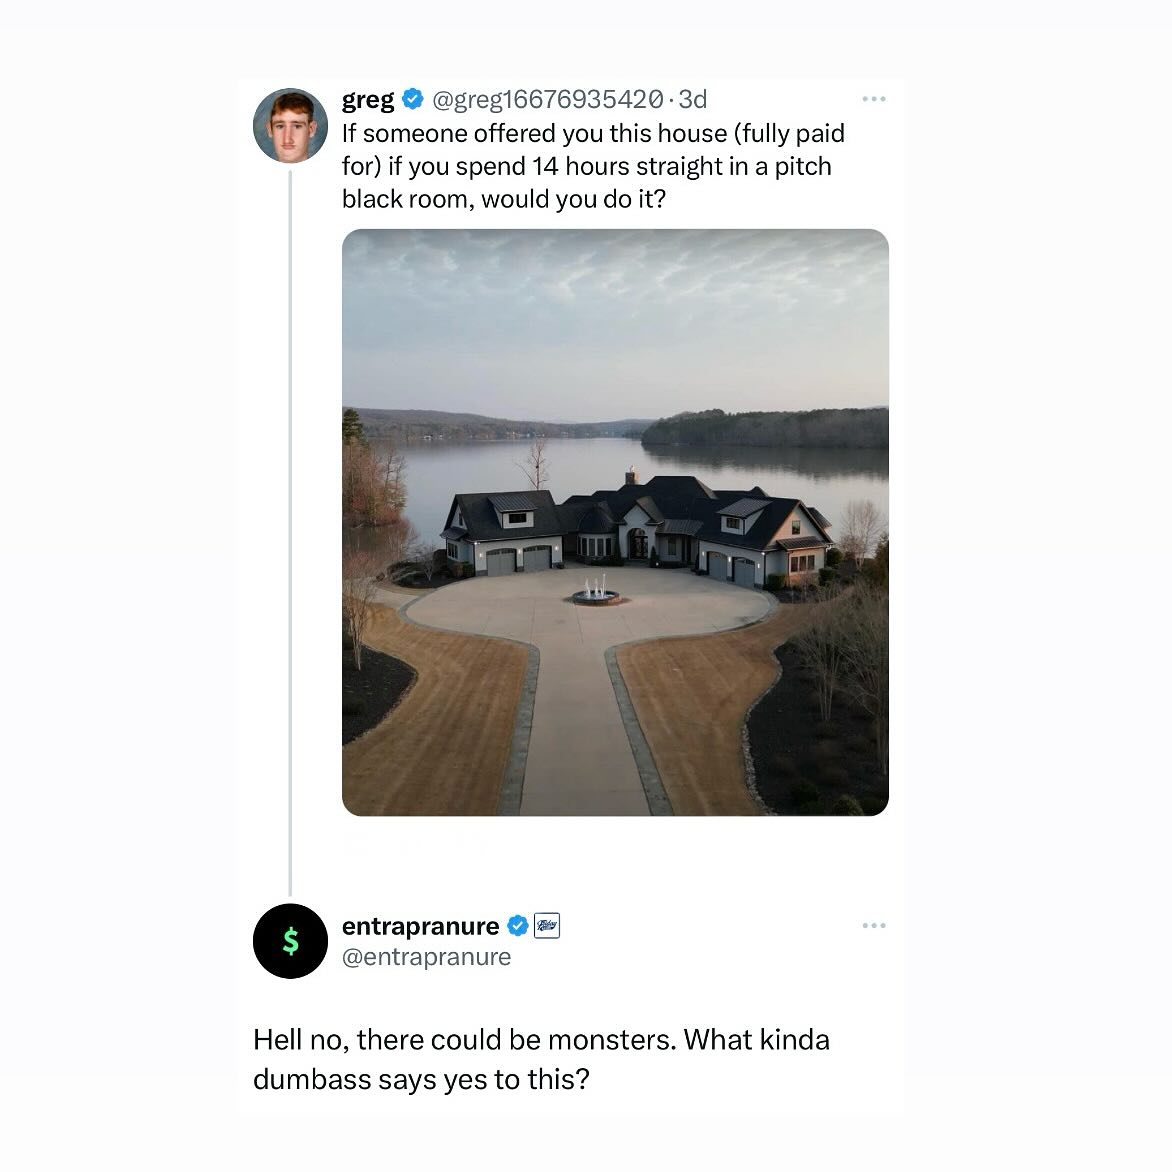 greg @greg16676935420 · 3d
If someone offered you this house (fully paid
for) if you spend 14 hours straight in a pitch
black room, would you do it?
$
entrapranure
@entrapranure
Hell no, there could be monsters. What kinda
dumbass says yes to this?